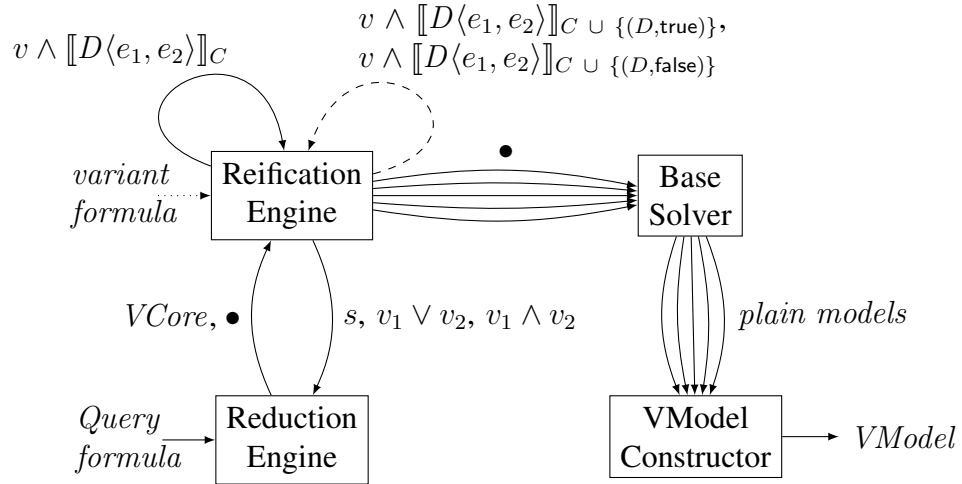 v ∧ ⟦D⟨e₁, e₂⟩⟧_C
v ∧ ⟦D⟨e₁, e₂⟩⟧_{C ∪ {(D,true)}},
v ∧ ⟦D⟨e₁, e₂⟩⟧_{C ∪ {(D,false)}}
variant
formula
Reification
Engine
●
Base
Solver
VCore, ●
s, v₁ ∨ v₂, v₁ ∧ v₂
plain models
Query
formula
Reduction
Engine
VModel
Constructor
VModel